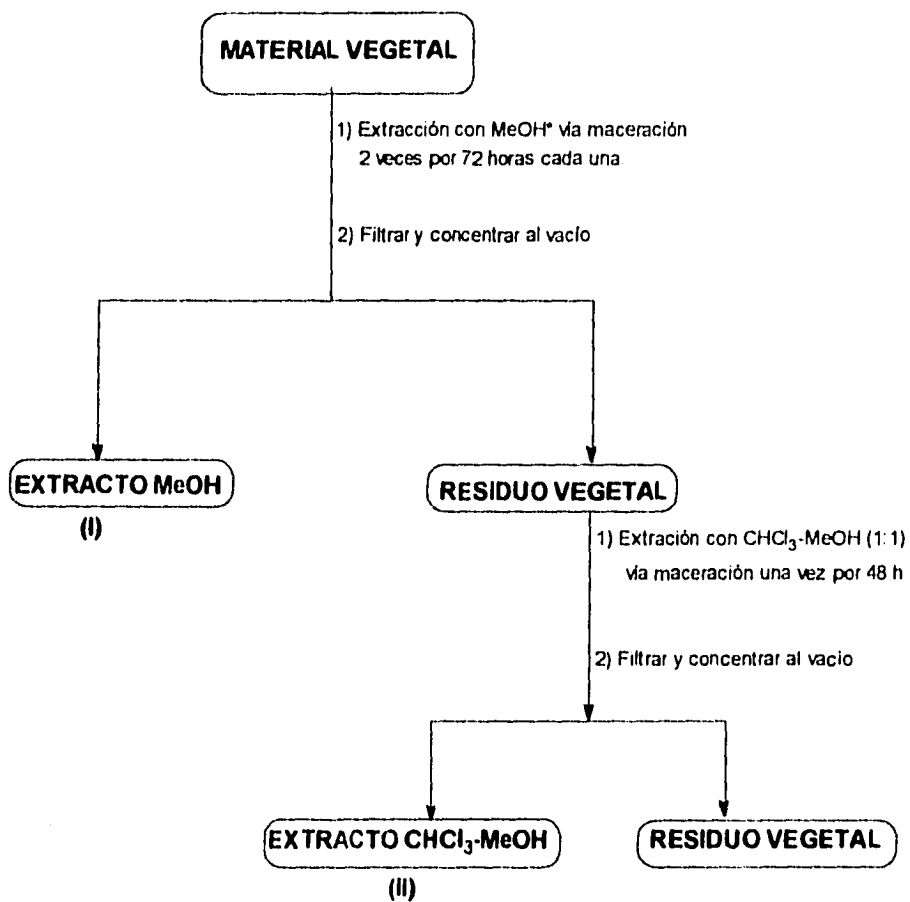 MATERIAL VEGETAL
1) Extracción con MeOH* vía maceración
2 veces por 72 horas cada una
2) Filtrar y concentrar al vacío
EXTRACTO MeOH
(I)
RESIDUO VEGETAL
1) Extración con CHCl₃-MeOH (1:1)
vía maceración una vez por 48 h
2) Filtrar y concentrar al vacio
EXTRACTO CHCl₃-MeOH
(II)
RESIDUO VEGETAL